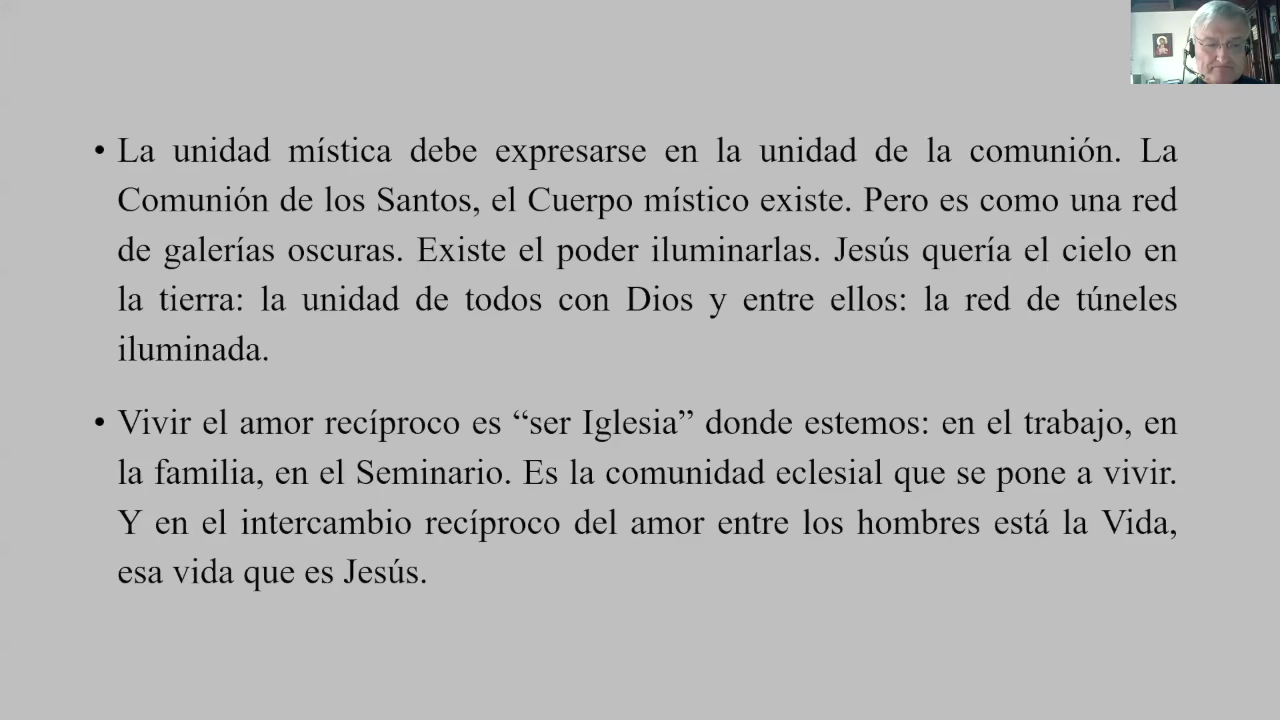 • La unidad mística debe expresarse en la unidad de la comunión. La
Comunión de los Santos, el Cuerpo místico existe. Pero es como una red
de galerías oscuras. Existe el poder iluminarlas. Jesús quería el cielo en
la tierra: la unidad de todos con Dios y entre ellos: la red de túneles
iluminada.
• Vivir el amor recíproco es “ser Iglesia” donde estemos: en el trabajo, en
la familia, en el Seminario. Es la comunidad eclesial que se pone a vivir.
Y en el intercambio recíproco del amor entre los hombres está la Vida,
esa vida que es Jesús.